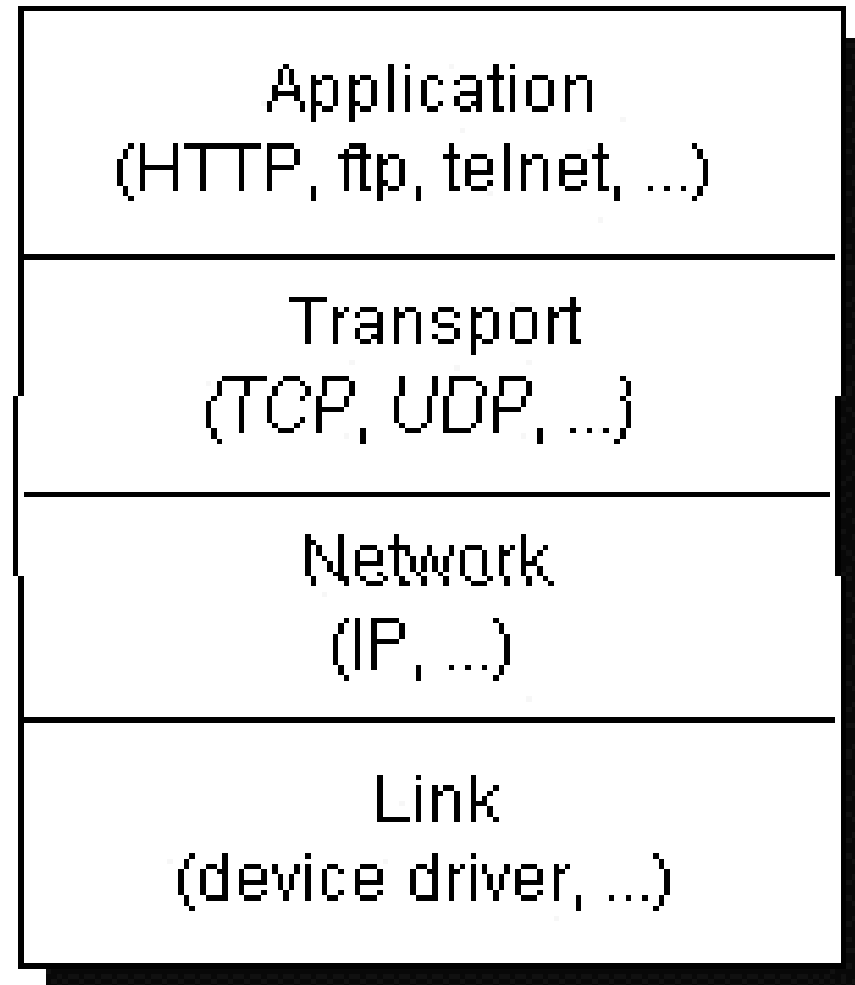 Application
(HTTP, ftp, telnet, ...)
Transport
(TCP, UDP, ...)
Network
(IP, ...)
Link
(device driver, ...)